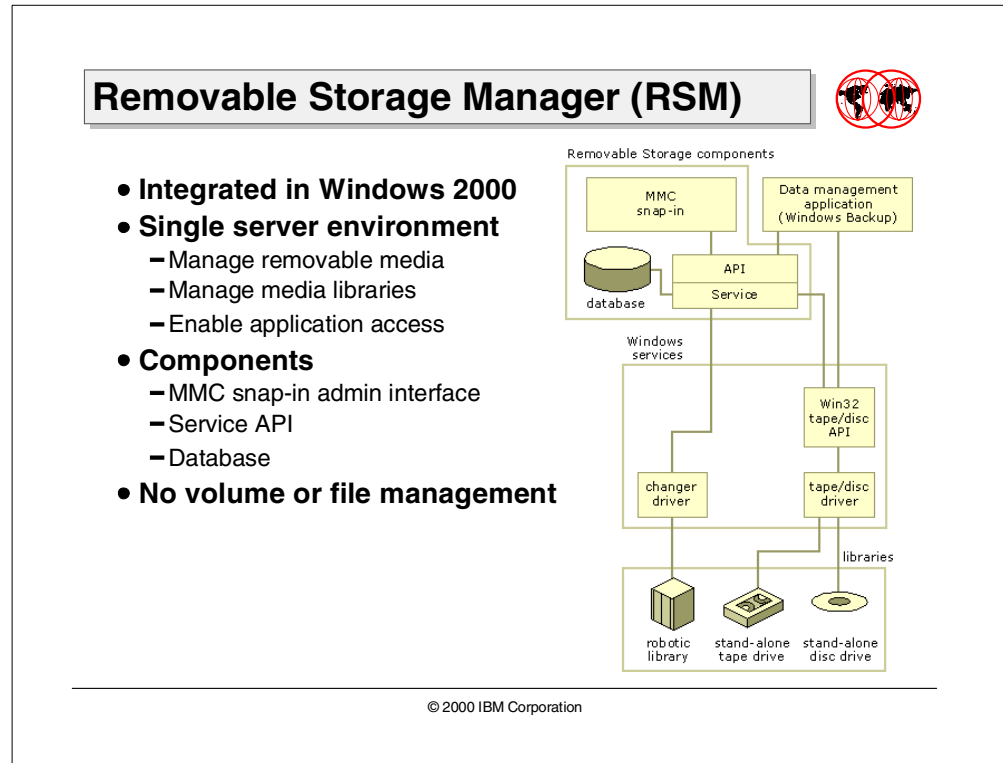 Removable Storage Manager (RSM)
• Integrated in Windows 2000
• Single server environment
– Manage removable media
– Manage media libraries
– Enable application access
• Components
– MMC snap-in admin interface
– Service API
– Database
• No volume or file management
Removable Storage components
MMC
snap-in
Data management
application
(Windows Backup)
API
Service
database
Windows
services
Win32
tape/disc
API
changer
driver
tape/disc
driver
libraries
robotic
library
stand-alone
tape drive
stand-alone
disc drive
© 2000 IBM Corporation